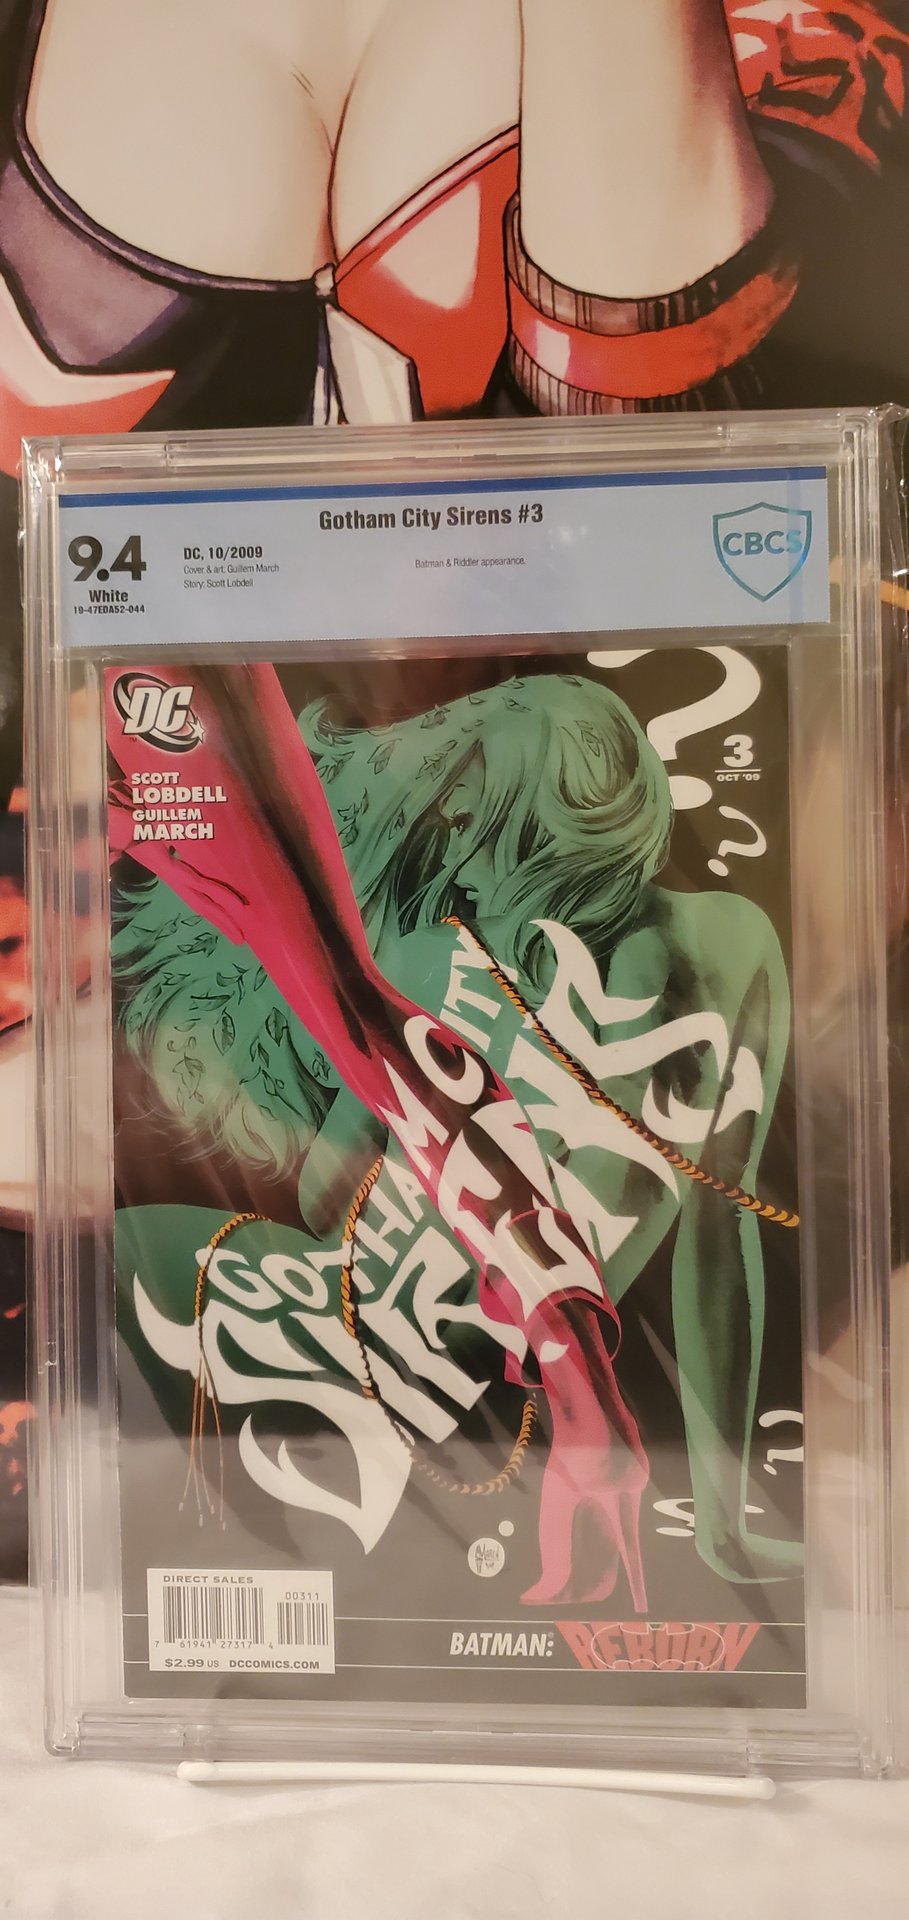 Gotham City Sirens #3
9.4
White
19-47EDA52-044
DC, 10/2009
Cover & art: Guillem March
Story: Scott Lobdell
Batman & Riddler appearance.
CBCS
DC
TM
SCOTT
LOBDELL
GUILLEM
MARCH
3
OCT '09
GOTHAM CITY
SIRENS
March
DIRECT SALES
00311
7 61941 27317 4
$2.99 US DCCOMICS.COM
BATMAN: REBORN